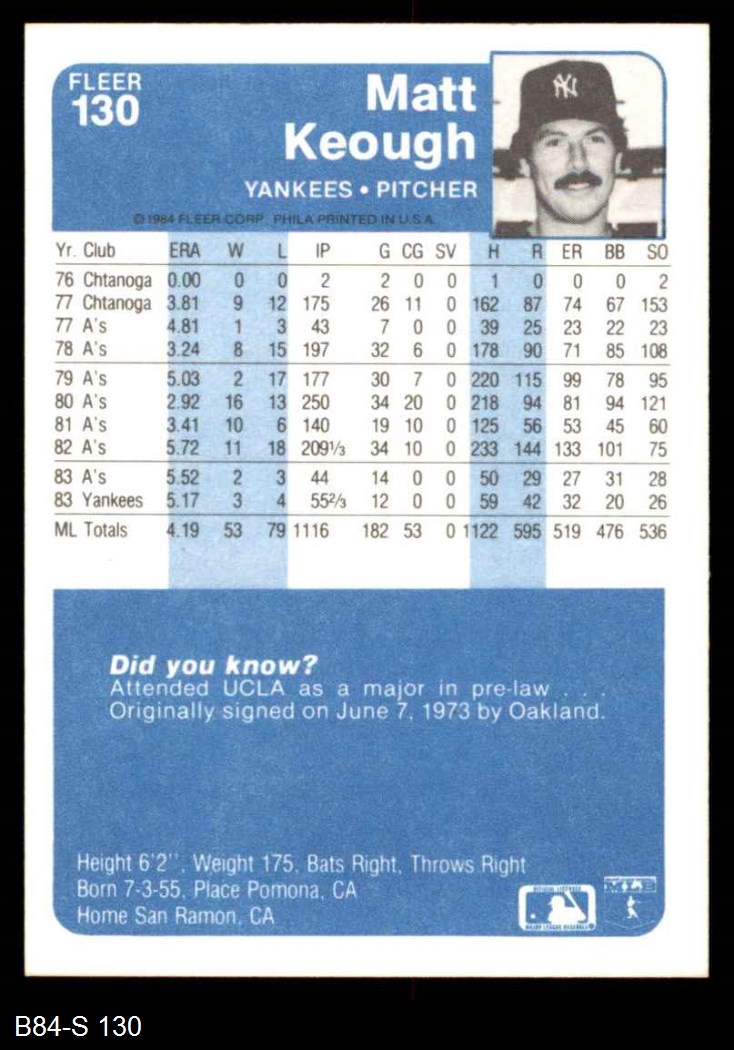 FLEER
130
Matt
Keough
YANKEES • PITCHER
© 1984 FLEER CORP. PHILA PRINTED IN U.S.A.
NY
Yr. Club ERA W L IP G CG SV H R ER BB SO
76 Chtanoga 0.00 0 0 2 2 0 0 1 0 0 0 2
77 Chtanoga 3.81 9 12 175 26 11 0 162 87 74 67 153
77 A's 4.81 1 3 43 7 0 0 39 25 23 22 23
78 A's 3.24 8 15 197 32 6 0 178 90 71 85 108
79 A's 5.03 2 17 177 30 7 0 220 115 99 78 95
80 A's 2.92 16 13 250 34 20 0 218 94 81 94 121
81 A's 3.41 10 6 140 19 10 0 125 56 53 45 60
82 A's 5.72 11 18 209⅓ 34 10 0 233 144 133 101 75
83 A's 5.52 2 3 44 14 0 0 50 29 27 31 28
83 Yankees 5.17 3 4 55⅔ 12 0 0 59 42 32 20 26
ML Totals 4.19 53 79 1116 182 53 0 1122 595 519 476 536
Did you know?
Attended UCLA as a major in pre-law . . .
Originally signed on June 7, 1973 by Oakland.
Height 6'2", Weight 175, Bats Right, Throws Right
Born 7-3-55, Place Pomona, CA
Home San Ramon, CA
MAJOR LEAGUE BASEBALL
B84-S 130